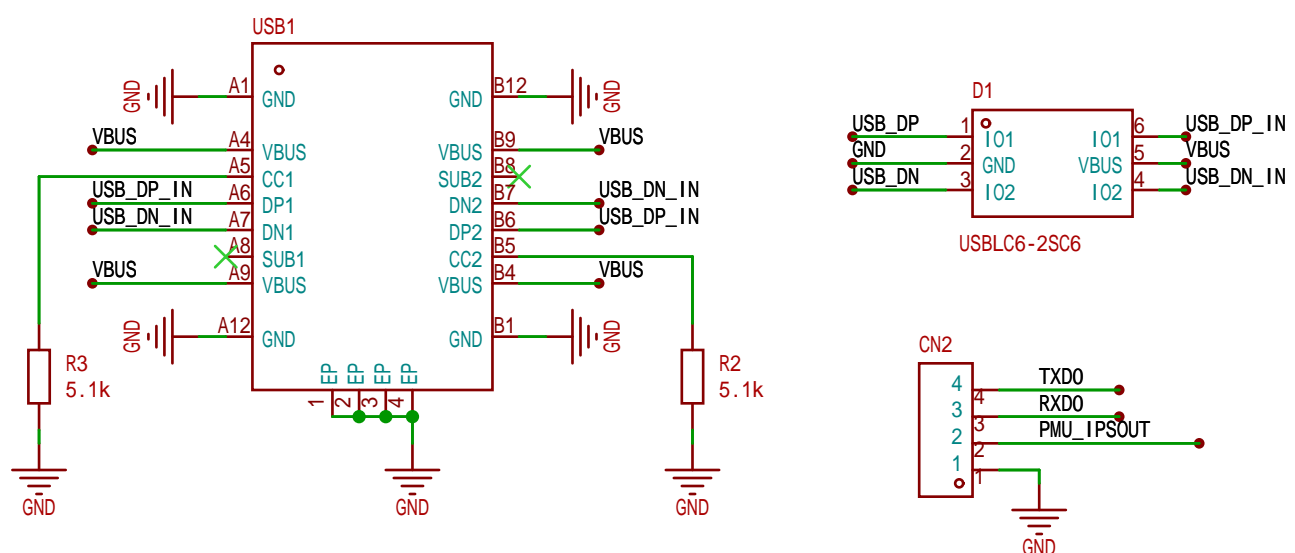 USB1
GND
A1
GND
B12
GND
GND
VBUS
A4
VBUS
B9
VBUS
VBUS
A5
CC1
B8
SUB2
USB_DP_IN
A6
DP1
B7
DN2
USB_DN_IN
USB_DN_IN
A7
DN1
B6
DP2
USB_DP_IN
A8
SUB1
B5
CC2
VBUS
A9
VBUS
B4
VBUS
VBUS
GND
A12
GND
B1
GND
GND
EP
EP
EP
EP
1
2
3
4
R3
5.1k
R2
5.1k
GND
GND
GND
D1
USB_DP
1
IO1
6
IO1
USB_DP_IN
GND
2
GND
5
VBUS
VBUS
USB_DN
3
IO2
4
IO2
USB_DN_IN
USBLC6-2SC6
CN2
4
4
TXD0
3
3
RXD0
2
2
PMU_IPSOUT
1
1
GND